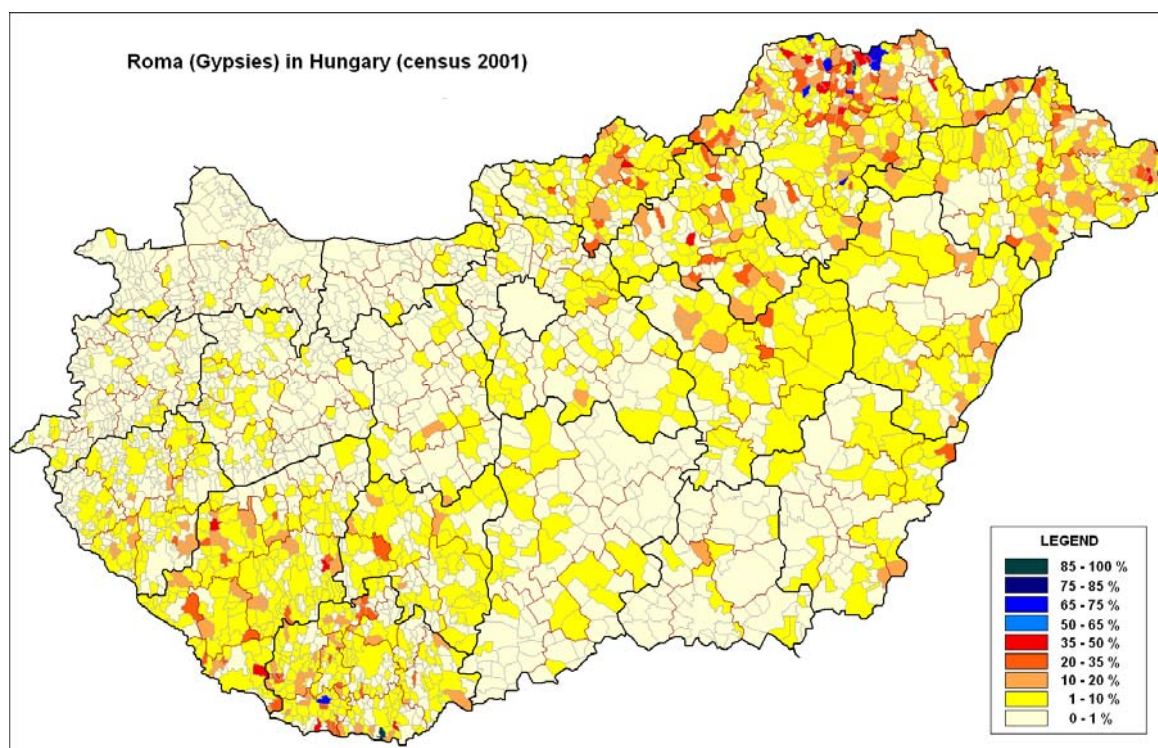 Roma (Gypsies) in Hungary (census 2001)
LEGEND
85 - 100 %
75 - 85 %
65 - 75 %
50 - 65 %
35 - 50 %
20 - 35 %
10 - 20 %
1 - 10 %
0 - 1 %